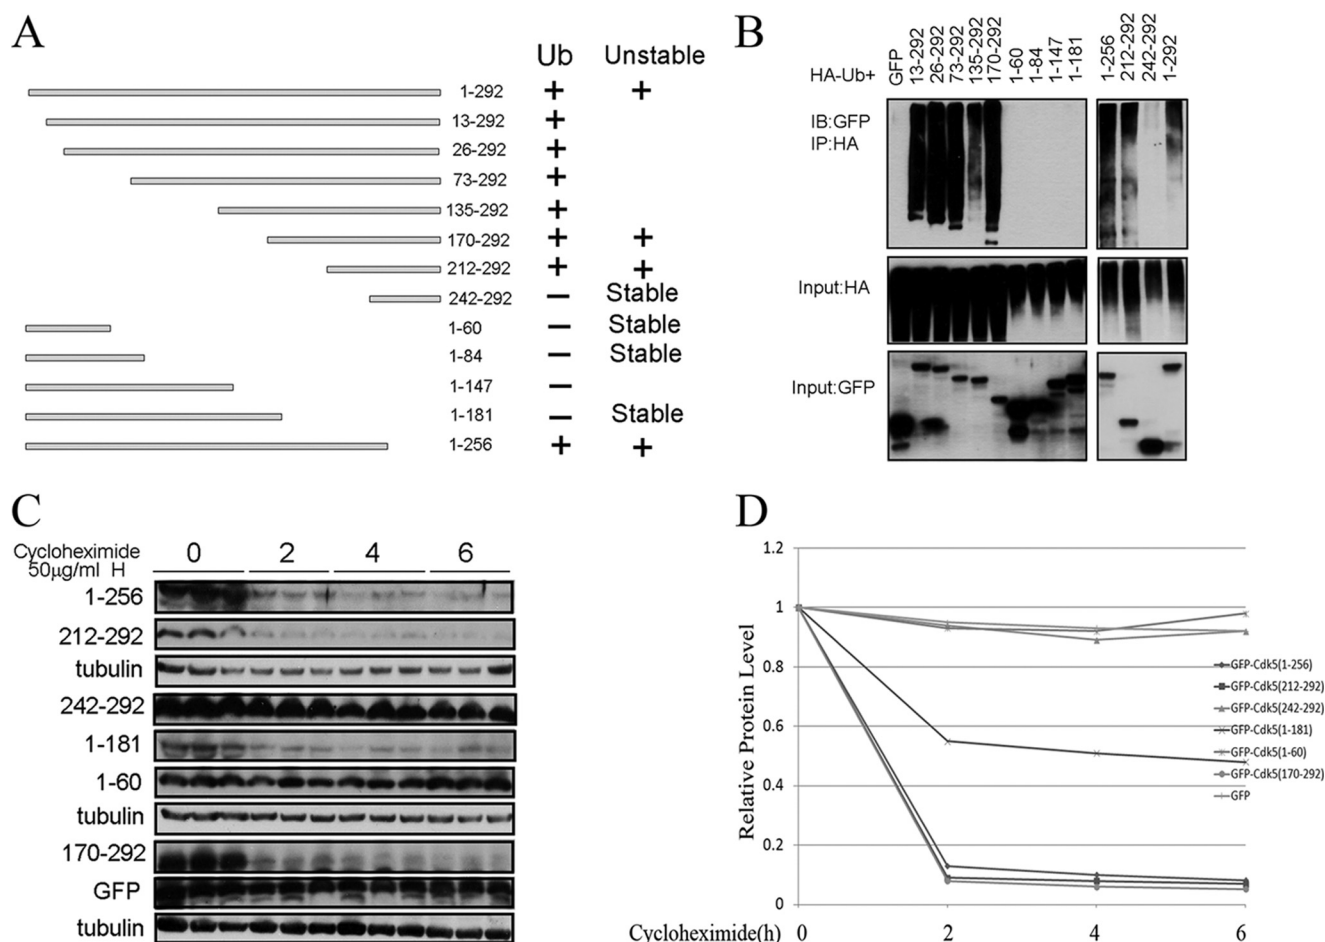 A
Ub Unstable
1-292 + +
13-292 +
26-292 +
73-292 +
135-292 +
170-292 + +
212-292 + +
242-292 − Stable
1-60 − Stable
1-84 − Stable
1-147 −
1-181 − Stable
1-256 + +
B
HA-Ub+ GFP 13-292 26-292 73-292 135-292 170-292 1-60 1-84 1-147 1-181 1-256 212-292 242-292 1-292
IB:GFP
IP:HA
Input:HA
Input:GFP
C
Cycloheximide 0 2 4 6
50μg/ml H
1-256
212-292
tubulin
242-292
1-181
1-60
tubulin
170-292
GFP
tubulin
D
Relative Protein Level
1.2
1
0.8
0.6
0.4
0.2
0
GFP-Cdk5(1-256)
GFP-Cdk5(212-292)
GFP-Cdk5(242-292)
GFP-Cdk5(1-181)
GFP-Cdk5(1-60)
GFP-Cdk5(170-292)
GFP
Cycloheximide(h) 0 2 4 6